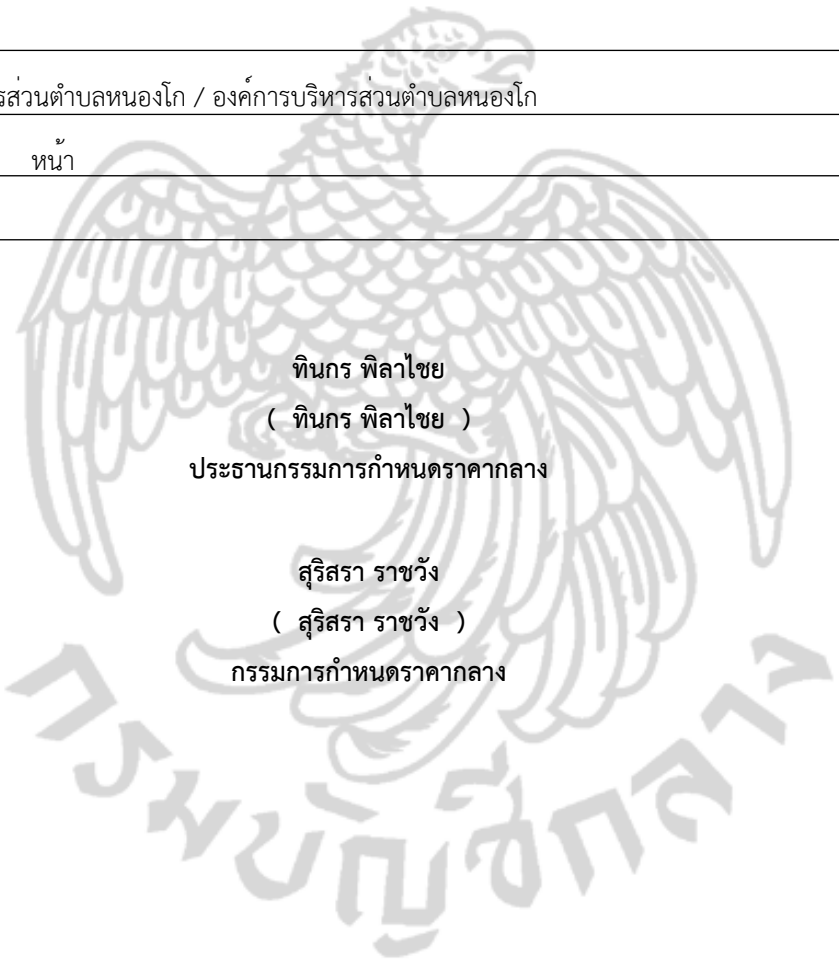 รส่วนตำบลหนองโก / องค์การบริหารส่วนตำบลหนองโก
หน้า
ทินกร พิลาไชย
( ทินกร พิลาไชย )
ประธานกรรมการกำหนดราคากลาง
สุริสรา ราชวัง
( สุริสรา ราชวัง )
กรรมการกำหนดราคากลาง
กรมบัญชีกลาง